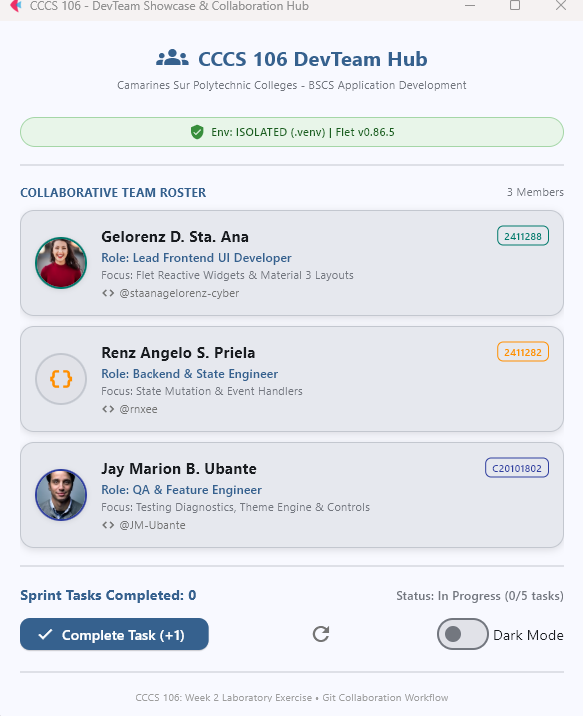 CCCS 106 - DevTeam Showcase & Collaboration Hub
CCCS 106 DevTeam Hub
Camarines Sur Polytechnic Colleges - BSCS Application Development
Env: ISOLATED (.venv) | Flet v0.86.5
COLLABORATIVE TEAM ROSTER
3 Members
Gelorenz D. Sta. Ana
2411288
Role: Lead Frontend UI Developer
Focus: Flet Reactive Widgets & Material 3 Layouts
<> @staanagelorenz-cyber
Renz Angelo S. Priela
2411282
{}
Role: Backend & State Engineer
Focus: State Mutation & Event Handlers
<> @rnxee
Jay Marion B. Ubante
C20101802
Role: QA & Feature Engineer
Focus: Testing Diagnostics, Theme Engine & Controls
<> @JM-Ubante
Sprint Tasks Completed: 0
Status: In Progress (0/5 tasks)
Complete Task (+1)
Dark Mode
CCCS 106: Week 2 Laboratory Exercise • Git Collaboration Workflow